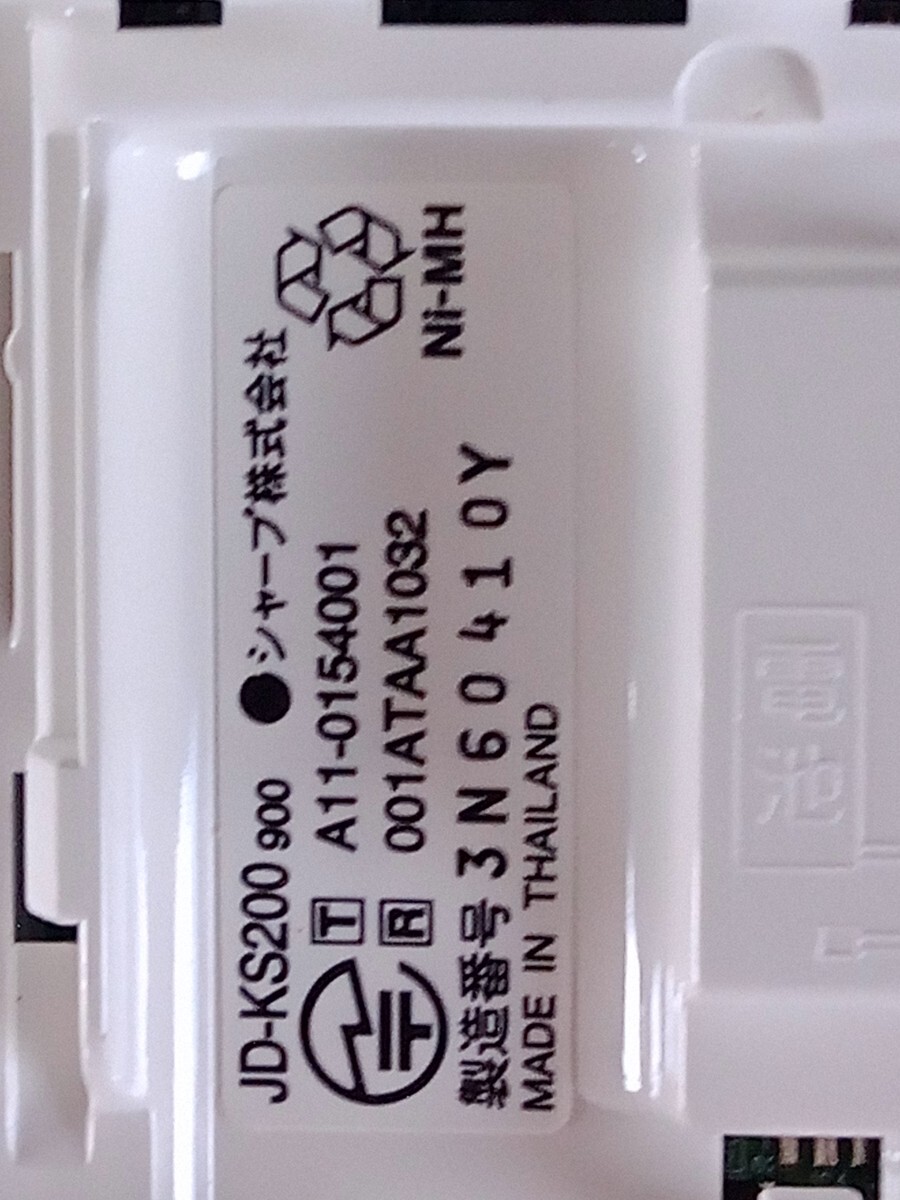 JD-KS200 900 ●シャープ株式会社
T A11-0154001
R 001ATAA1032
Ni-MH
製造番号 3N60410Y
MADE IN THAILAND
電池